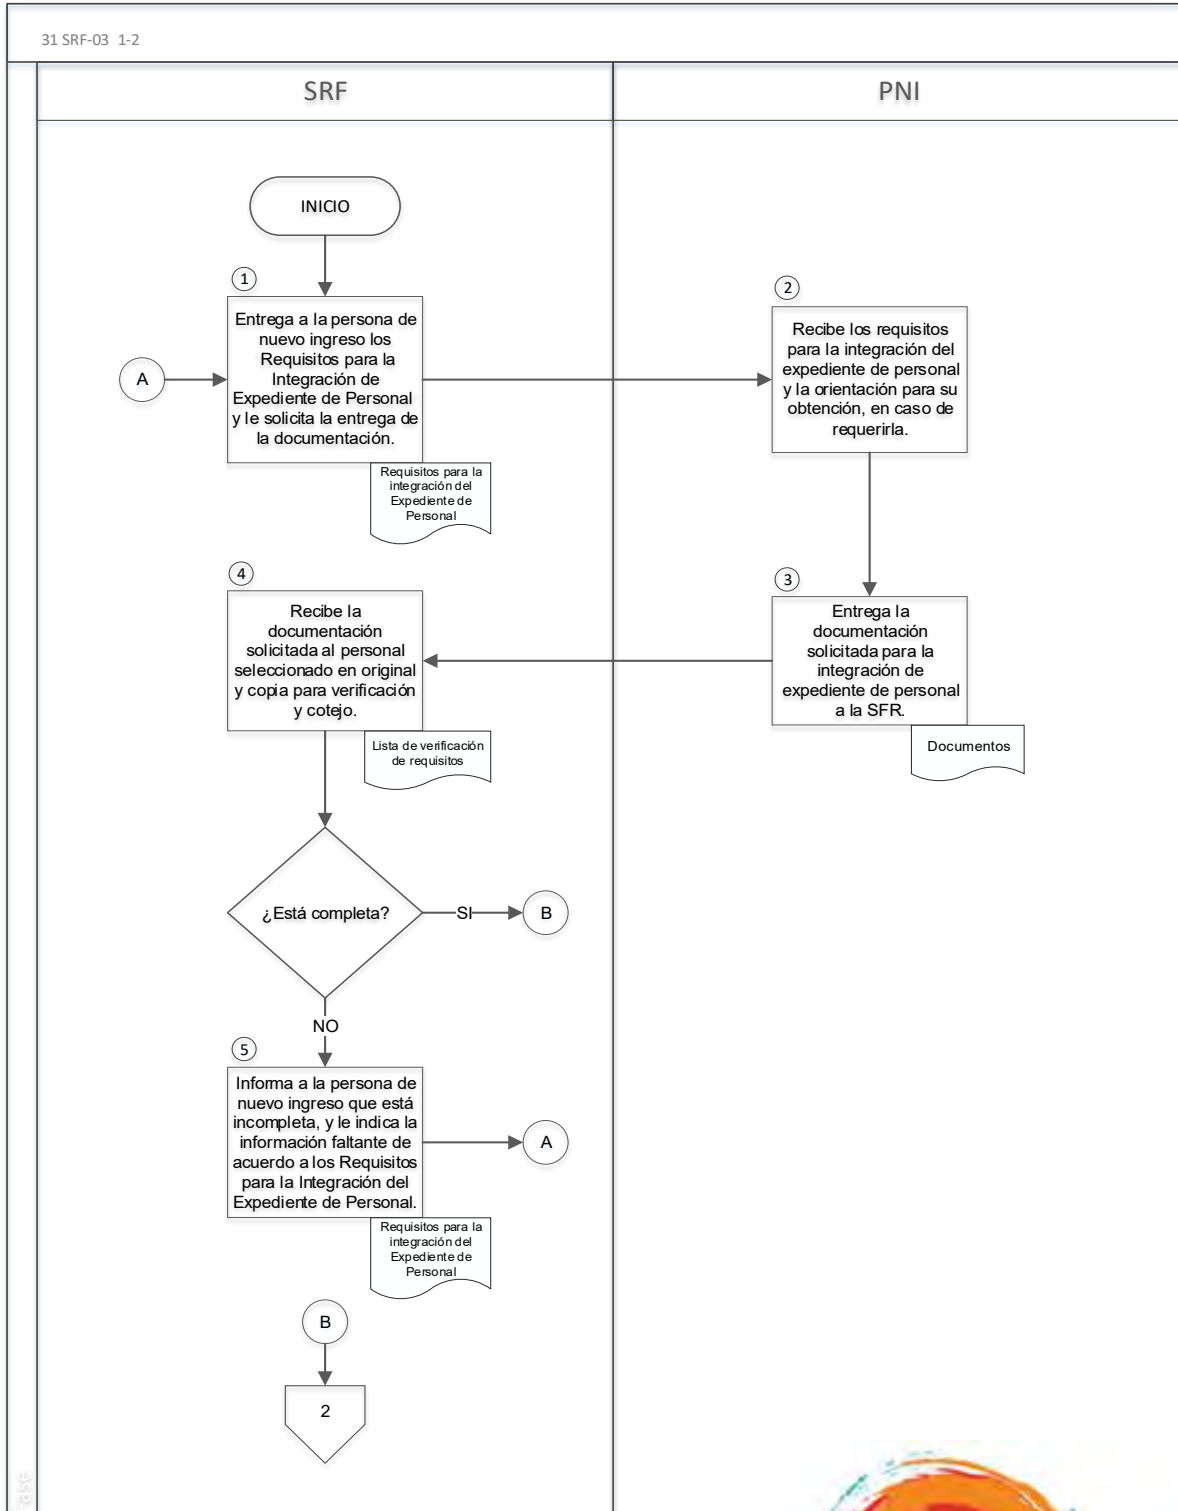 31 SRF-03  1-2
SRF
PNI
INICIO
1
Entrega a la persona de
nuevo ingreso los
Requisitos para la
Integración de
Expediente de Personal
y le solicita la entrega de
la documentación.
A
Requisitos para la
integración del
Expediente de
Personal
2
Recibe los requisitos
para la integración del
expediente de personal
y la orientación para su
obtención, en caso de
requerirla.
3
Entrega la
documentación
solicitada para la
integración de
expediente de personal
a la SFR.
Documentos
4
Recibe la
documentación
solicitada al personal
seleccionado en original
y copia para verificación
y cotejo.
Lista de verificación
de requisitos
¿Está completa?
SI
B
NO
5
Informa a la persona de
nuevo ingreso que está
incompleta, y le indica la
información faltante de
acuerdo a los Requisitos
para la Integración del
Expediente de Personal.
A
Requisitos para la
integración del
Expediente de
Personal
B
2